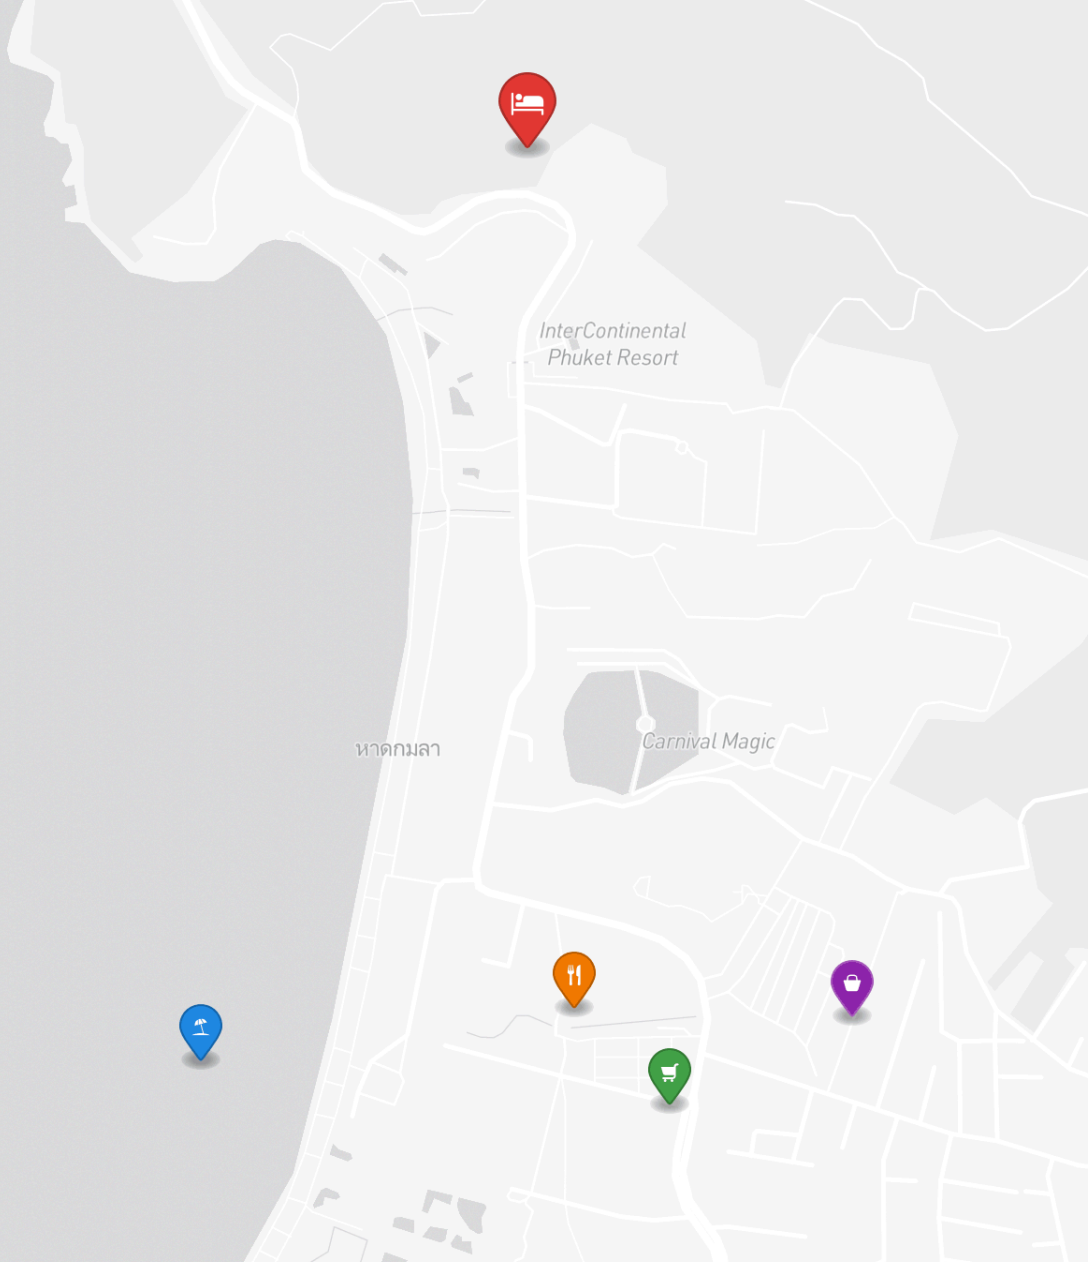 InterContinental
Phuket Resort
Carnival Magic
หาดกมลา